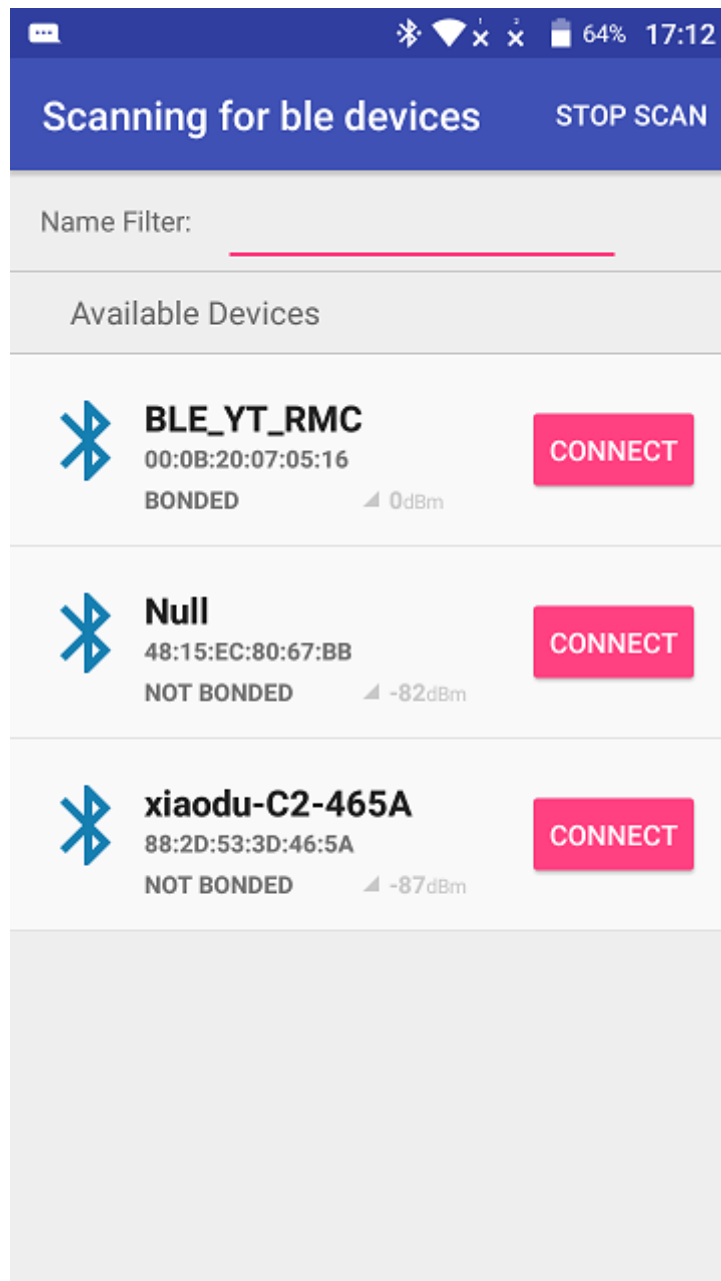 64% 17:12
Scanning for ble devices STOP SCAN
Name Filter:
Available Devices
BLE_YT_RMC
00:0B:20:07:05:16
CONNECT
BONDED 0dBm
Null
48:15:EC:80:67:BB
CONNECT
NOT BONDED -82dBm
xiaodu-C2-465A
88:2D:53:3D:46:5A
CONNECT
NOT BONDED -87dBm